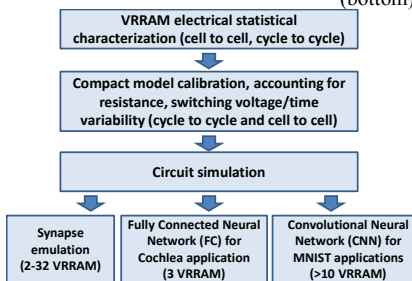 (bottom)
VRRAM electrical statistical
characterization (cell to cell, cycle to cycle)
Compact model calibration, accounting for
resistance, switching voltage/time
variability (cycle to cycle and cell to cell)
Circuit simulation
Synapse
emulation
(2-32 VRRAM)
Fully Connected Neural
Network (FC) for
Cochlea application
(3 VRRAM)
Convolutional Neural
Network (CNN) for
MNIST applications
(>10 VRRAM)